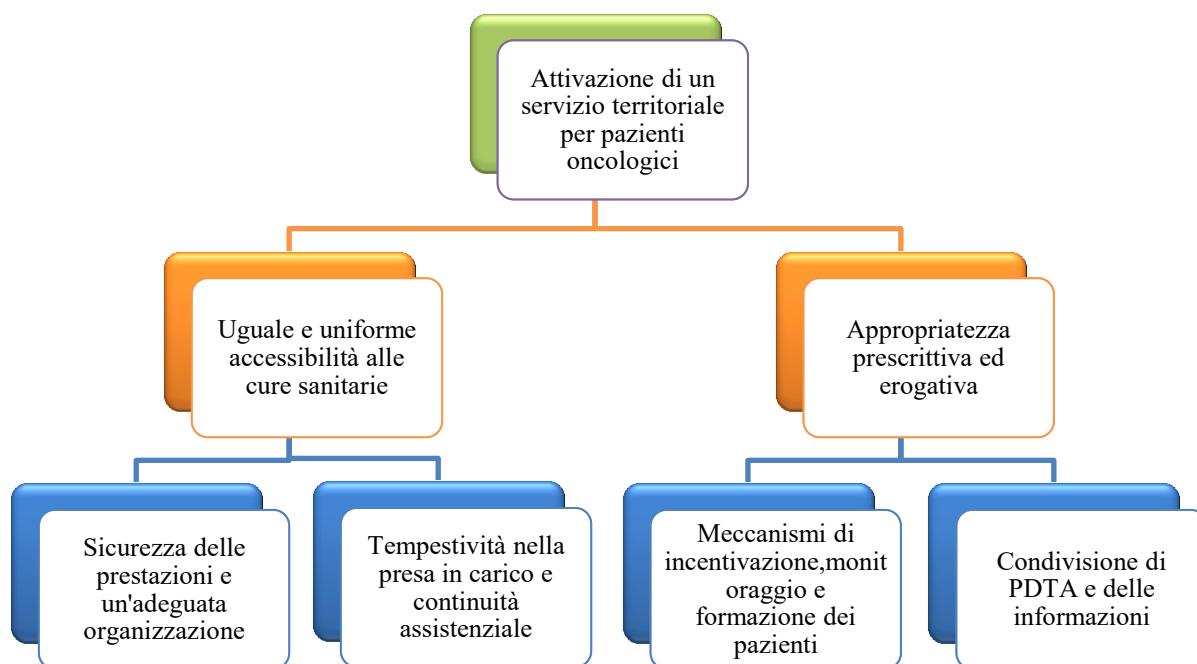 Attivazione di un
servizio territoriale
per pazienti
oncologici
Uguale e uniforme
accessibilità alle
cure sanitarie
Appropriatezza
prescrittiva ed
erogativa
Sicurezza delle
prestazioni e
un'adeguata
organizzazione
Tempestività nella
presa in carico e
continuità
assistenziale
Meccanismi di
incentivazione,monit
oraggio e
formazione dei
pazienti
Condivisione di
PDTA e delle
informazioni